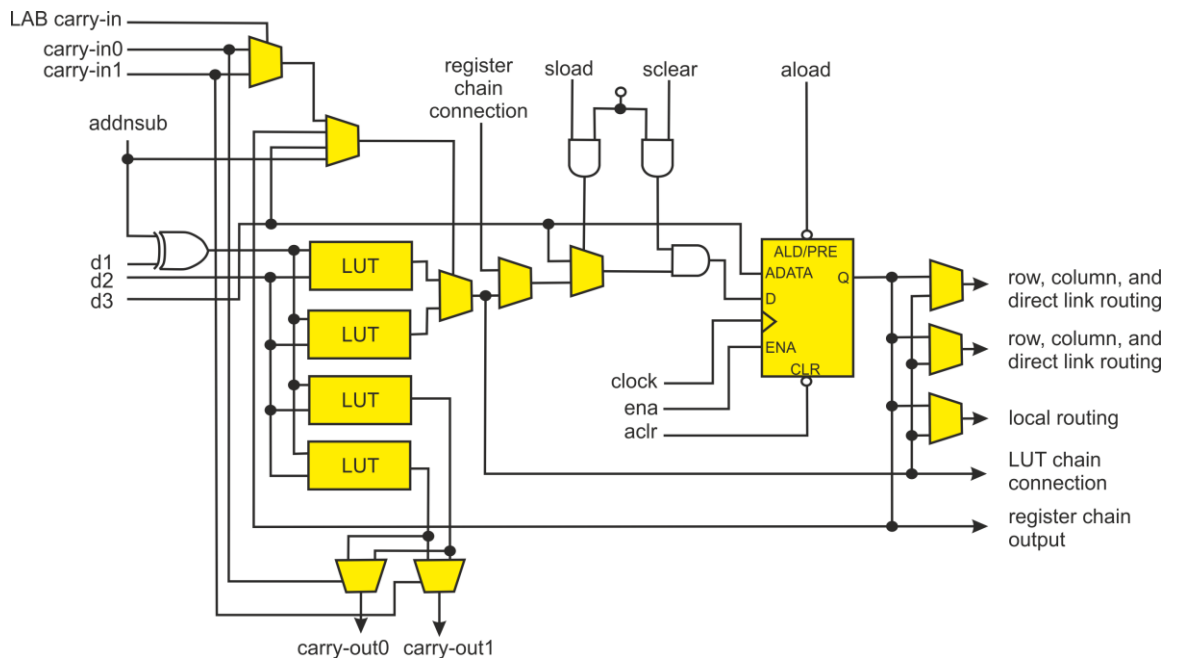 LAB carry-in
carry-in0
carry-in1
addnsub
register
chain
connection
sload
sclear
aload
d1
d2
d3
LUT
LUT
LUT
LUT
ALD/PRE
ADATA
Q
D
ENA
CLR
clock
ena
aclr
row, column, and
direct link routing
row, column, and
direct link routing
local routing
LUT chain
connection
register chain
output
carry-out0
carry-out1